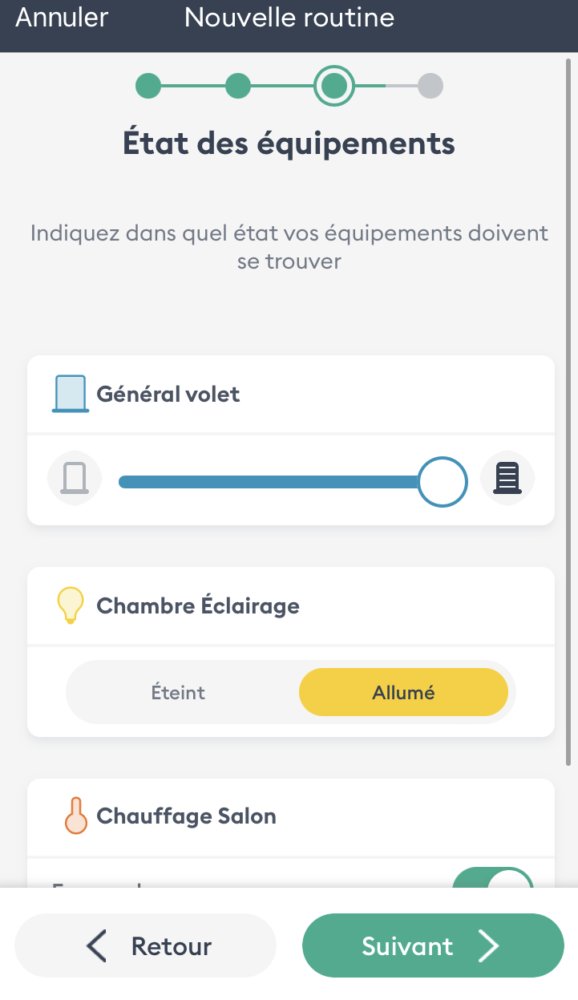 Annuler
Nouvelle routine
État des équipements
Indiquez dans quel état vos équipements doivent
se trouver
Général volet
Chambre Éclairage
Éteint
Allumé
Chauffage Salon
Retour
Suivant